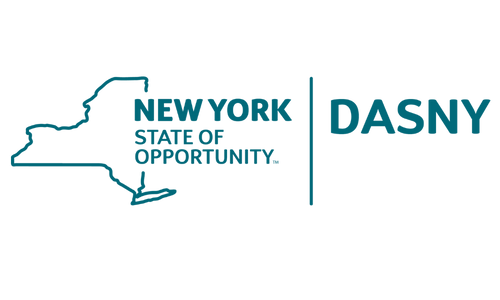 NEW YORK
STATE OF
OPPORTUNITY™
DASNY